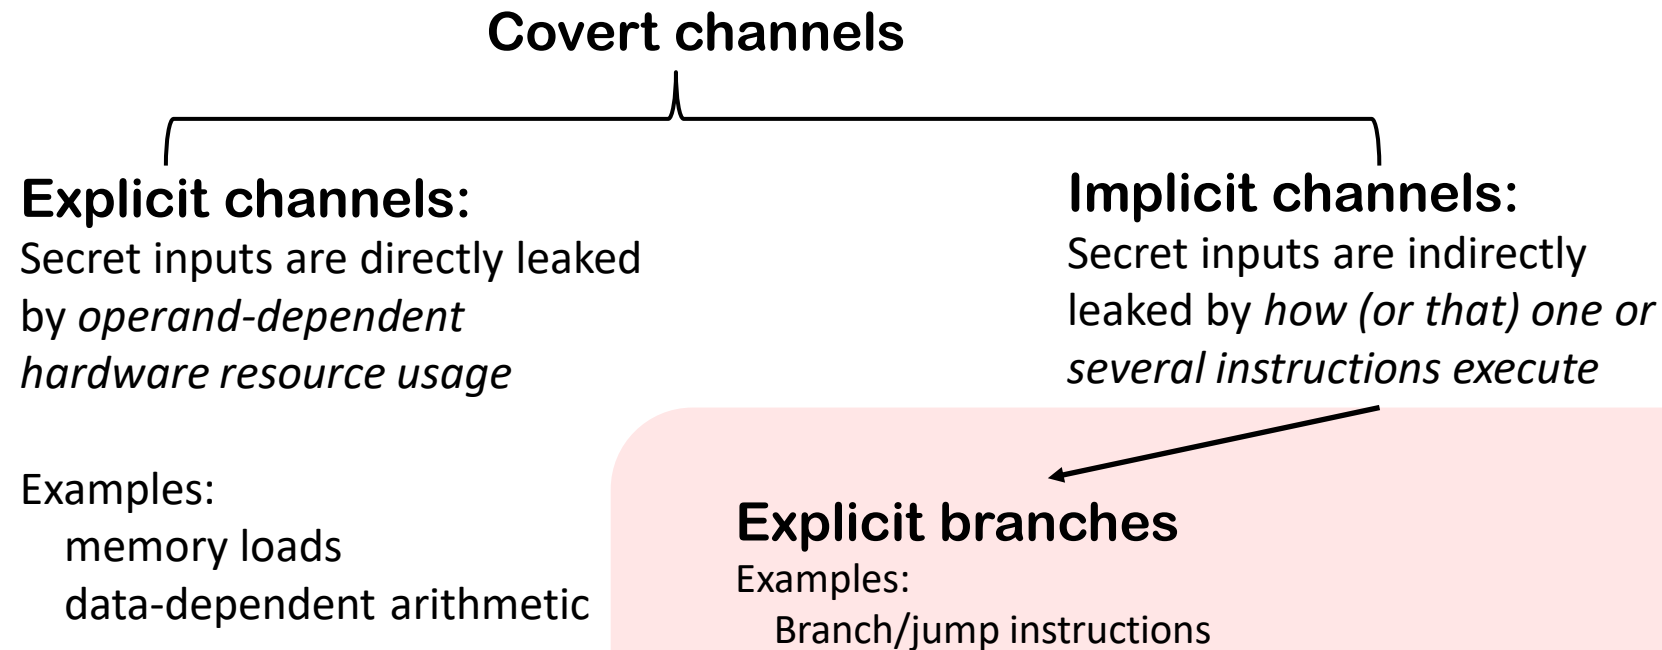 Covert channels
Explicit channels:
Secret inputs are directly leaked
by operand-dependent
hardware resource usage
Examples:
memory loads
data-dependent arithmetic
Implicit channels:
Secret inputs are indirectly
leaked by how (or that) one or
several instructions execute
Explicit branches
Examples:
Branch/jump instructions